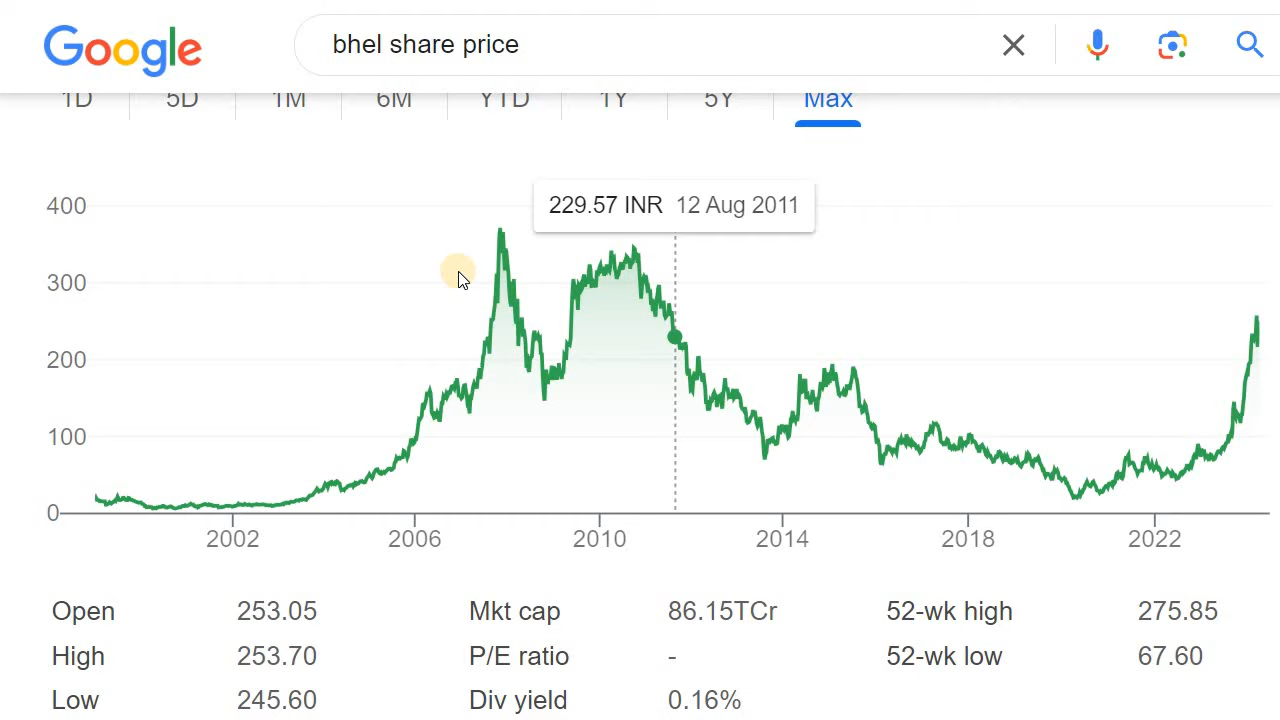 Google bhel share price
1D 5D 1M 6M YTD 1Y 5Y Max
229.57 INR 12 Aug 2011
400
300
200
100
0
2002 2006 2010 2014 2018 2022
Open 253.05 Mkt cap 86.15TCr 52-wk high 275.85
High 253.70 P/E ratio - 52-wk low 67.60
Low 245.60 Div yield 0.16%